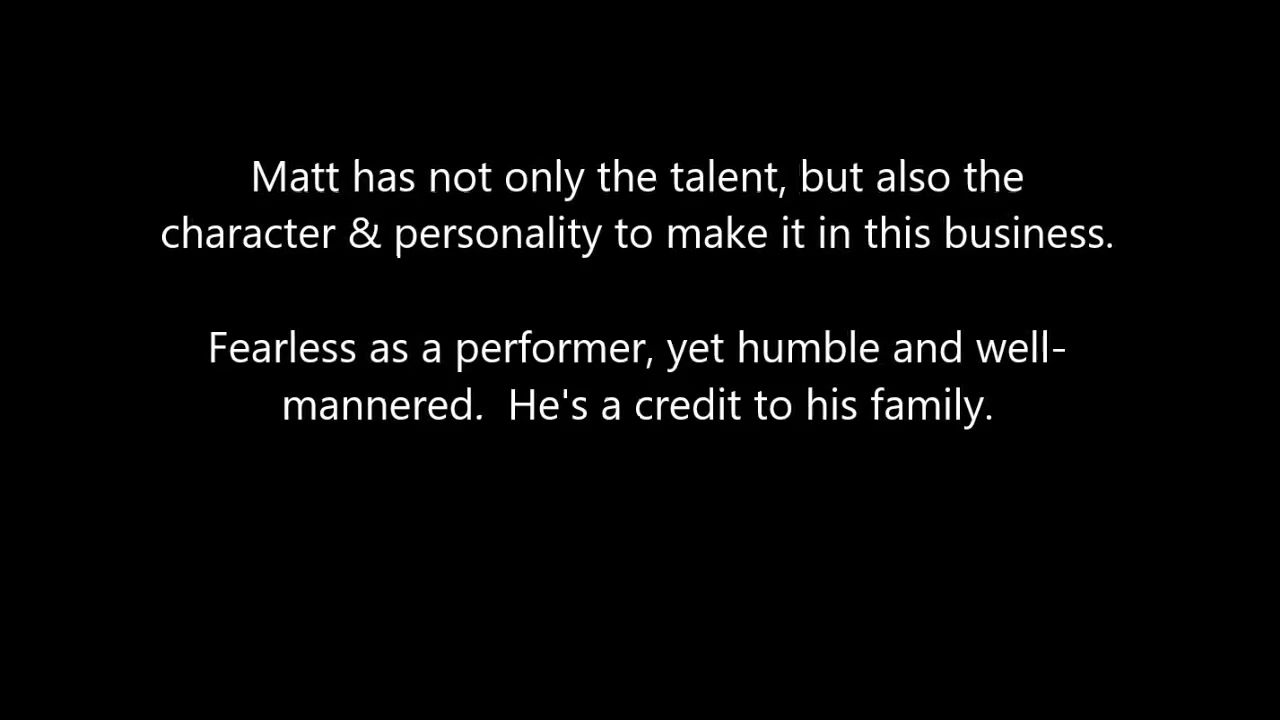 Matt has not only the talent, but also the
character & personality to make it in this business.
Fearless as a performer, yet humble and well-
mannered.  He's a credit to his family.